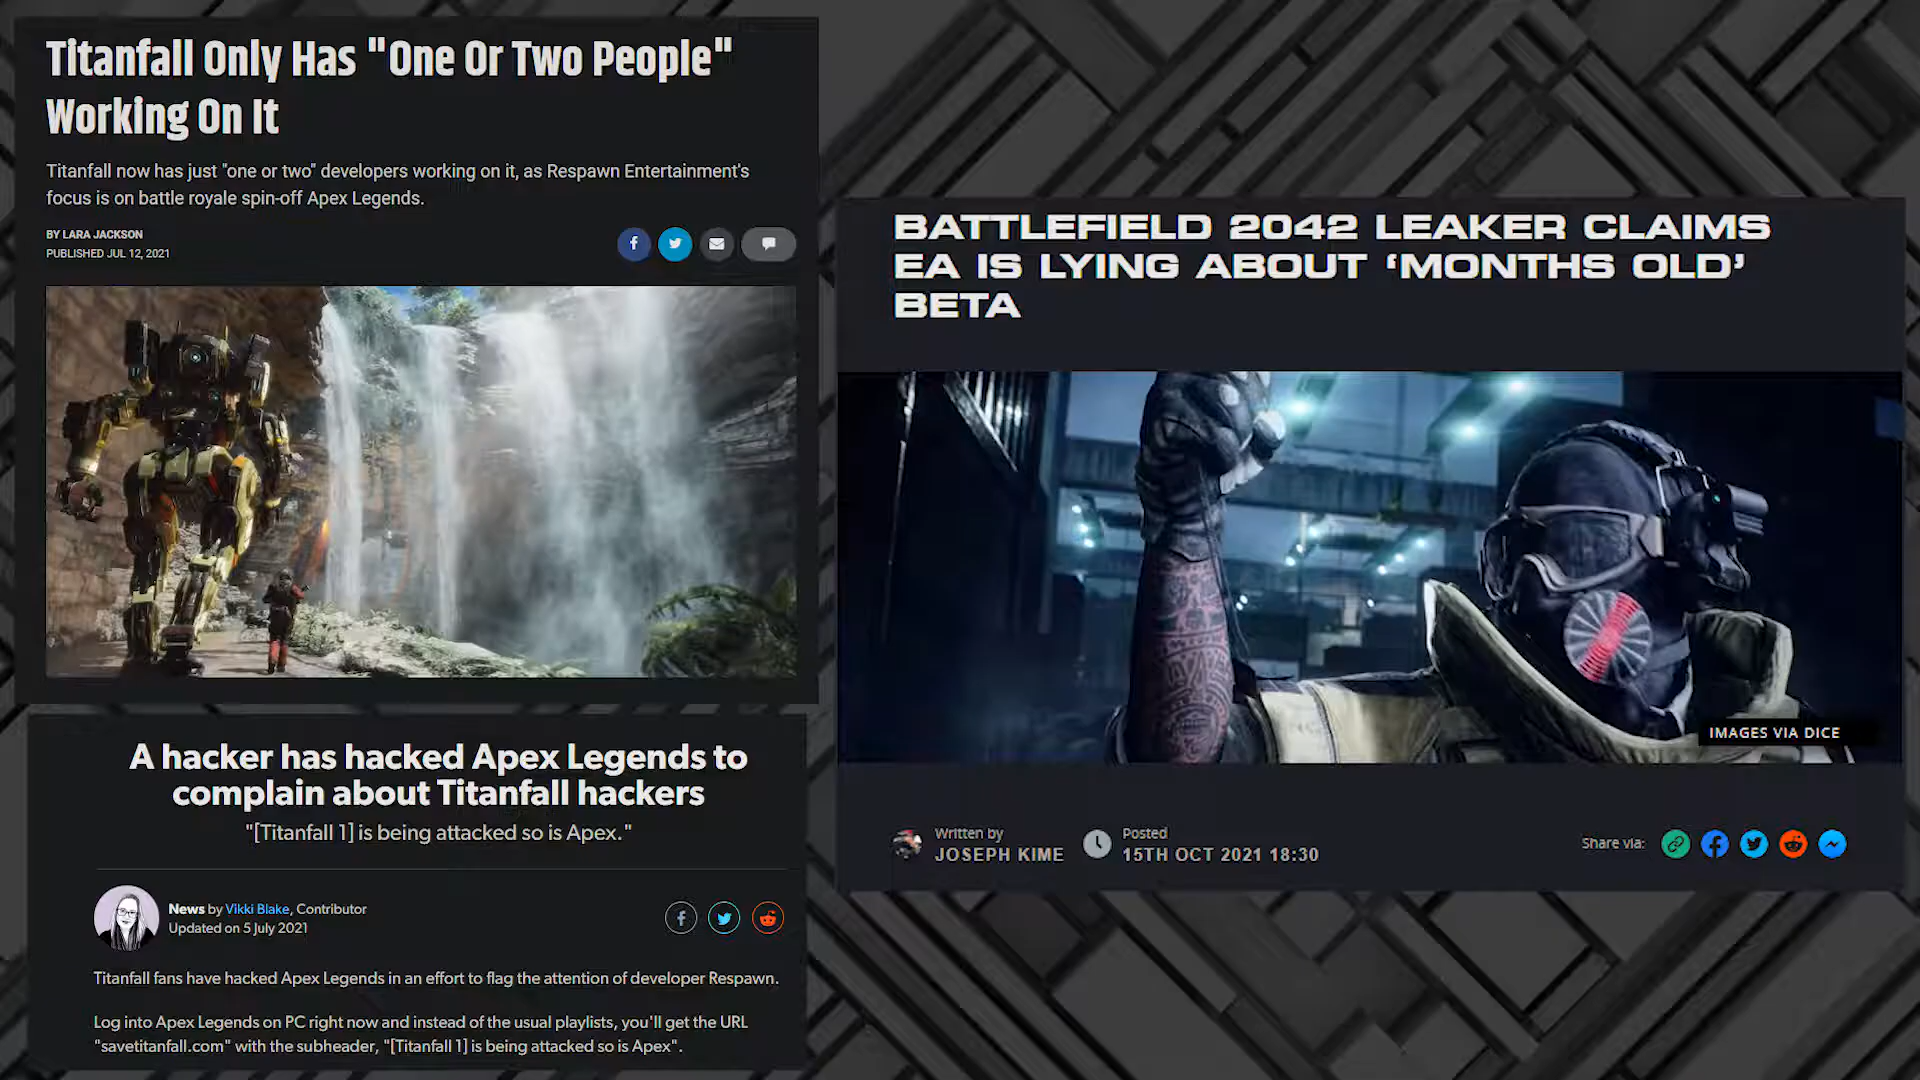 Titanfall Only Has "One Or Two People"
Working On It
Titanfall now has just "one or two" developers working on it, as Respawn Entertainment's
focus is on battle royale spin-off Apex Legends.
BY LARA JACKSON
PUBLISHED JUL 12, 2021
A hacker has hacked Apex Legends to
complain about Titanfall hackers
"[Titanfall 1] is being attacked so is Apex."
News by Vikki Blake, Contributor
Updated on 5 July 2021
Titanfall fans have hacked Apex Legends in an effort to flag the attention of developer Respawn.
Log into Apex Legends on PC right now and instead of the usual playlists, you'll get the URL
"savetitanfall.com" with the subheader, "[Titanfall 1] is being attacked so is Apex".
BATTLEFIELD 2042 LEAKER CLAIMS
EA IS LYING ABOUT ‘MONTHS OLD’
BETA
IMAGES VIA DICE
Written by
JOSEPH KIME
Posted
15TH OCT 2021 18:30
Share via: